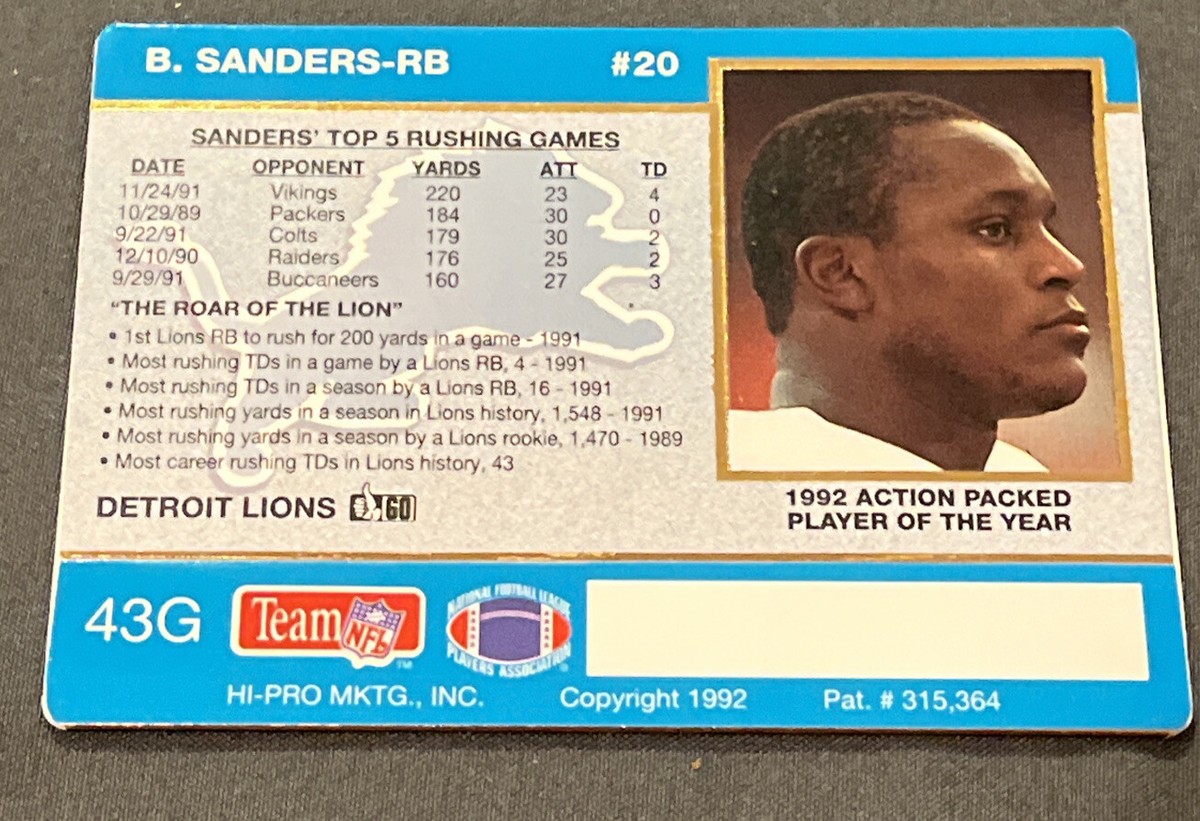 B. SANDERS-RB #20
SANDERS' TOP 5 RUSHING GAMES
DATE OPPONENT YARDS ATT TD
11/24/91 Vikings 220 23 4
10/29/89 Packers 184 30 0
9/22/91 Colts 179 30 2
12/10/90 Raiders 176 25 2
9/29/91 Buccaneers 160 27 3
"THE ROAR OF THE LION"
• 1st Lions RB to rush for 200 yards in a game - 1991
• Most rushing TDs in a game by a Lions RB, 4 - 1991
• Most rushing TDs in a season by a Lions RB, 16 - 1991
• Most rushing yards in a season in Lions history, 1,548 - 1991
• Most rushing yards in a season by a Lions rookie, 1,470 - 1989
• Most career rushing TDs in Lions history, 43
DETROIT LIONS 60
1992 ACTION PACKED
PLAYER OF THE YEAR
43G
Team NFL TM
NATIONAL FOOTBALL LEAGUE
PLAYERS ASSOCIATION ®
HI-PRO MKTG., INC. Copyright 1992 Pat. # 315,364